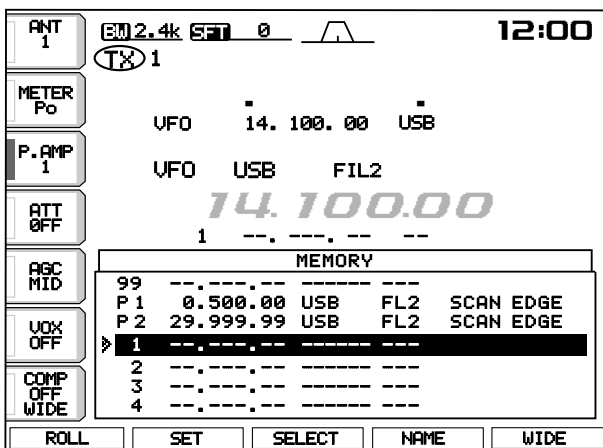 ANT
1
BW 2.4k SFT 0
12:00
TX 1
METER
Po
VFO 14. 100. 00 USB
P.AMP
1
VFO USB FIL2
14. 100.00
ATT
OFF
1 --. ---. -- --
AGC
MID
MEMORY
99 --.---.-- ------ ---
P1 0.500.00 USB FL2 SCAN EDGE
P2 29.999.99 USB FL2 SCAN EDGE
VOX
OFF
1 --.---.-- ------ ---
2 --.---.-- ------ ---
3 --.---.-- ------ ---
4 --.---.-- ------ ---
COMP
OFF
WIDE
ROLL SET SELECT NAME WIDE